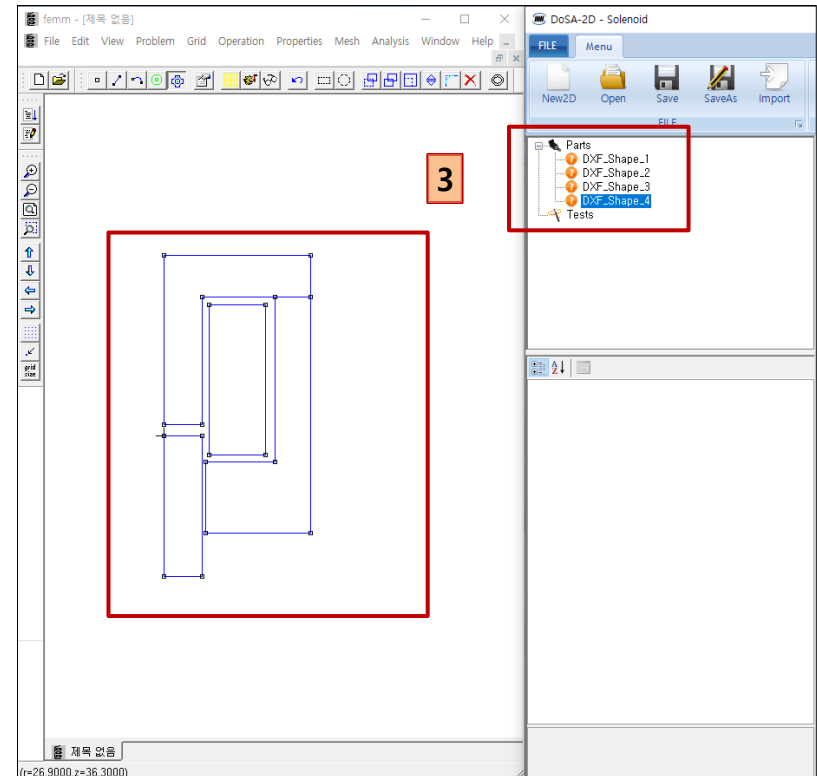 femm - [제목 없음]
File Edit View Problem Grid Operation Properties Mesh Analysis Window Help
grid
size
3
제목 없음
(r=26.9000,z=36.3000)
DoSA-2D - Solenoid
FILE Menu
New2D Open Save SaveAs Import
FILE
Parts
DXF_Shape_1
DXF_Shape_2
DXF_Shape_3
DXF_Shape_4
Tests